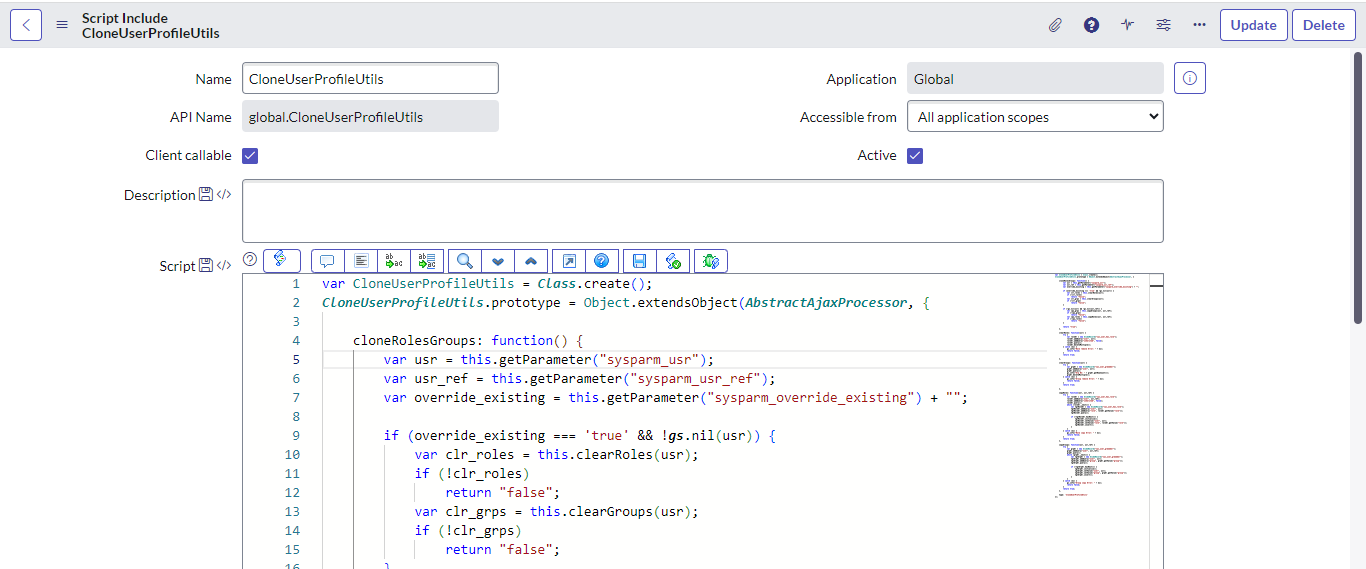 Script Include
CloneUserProfileUtils
Update
Delete
Name
CloneUserProfileUtils
Application
Global
API Name
global.CloneUserProfileUtils
Accessible from
All application scopes
Client callable
Active
Description
Script
1 var CloneUserProfileUtils = Class.create();
2 CloneUserProfileUtils.prototype = Object.extendsObject(AbstractAjaxProcessor, {
3
4 cloneRolesGroups: function() {
5 var usr = this.getParameter("sysparm_usr");
6 var usr_ref = this.getParameter("sysparm_usr_ref");
7 var override_existing = this.getParameter("sysparm_override_existing") + "";
8
9 if (override_existing === 'true' && !gs.nil(usr)) {
10 var clr_roles = this.clearRoles(usr);
11 if (!clr_roles)
12 return "false";
13 var clr_grps = this.clearGroups(usr);
14 if (!clr_grps)
15 return "false";
16 }